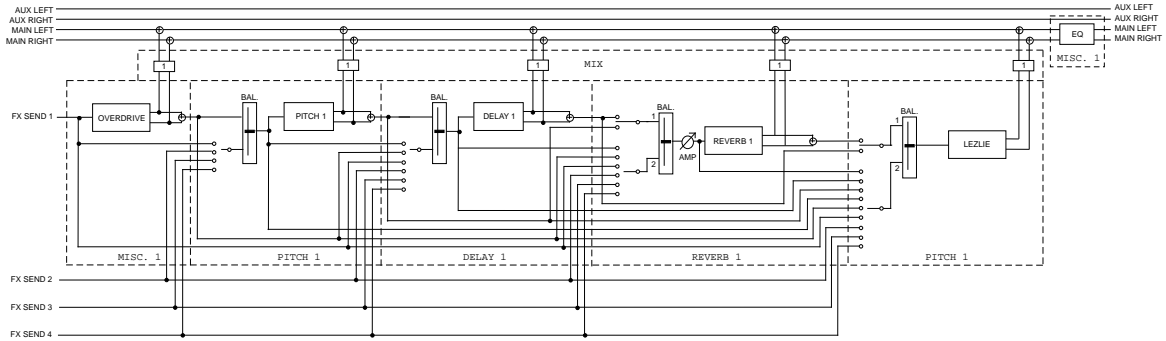 AUX LEFT
AUX RIGHT
MAIN LEFT
MAIN RIGHT
AUX LEFT
AUX RIGHT
MAIN LEFT
MAIN RIGHT
EQ
MISC. 1
1
1
1
MIX
1
1
FX SEND 1
OVERDRIVE
BAL.
PITCH 1
BAL.
DELAY 1
BAL.
1
2
AMP
REVERB 1
BAL.
1
2
LEZLIE
MISC. 1
PITCH 1
DELAY 1
REVERB 1
PITCH 1
FX SEND 2
FX SEND 3
FX SEND 4